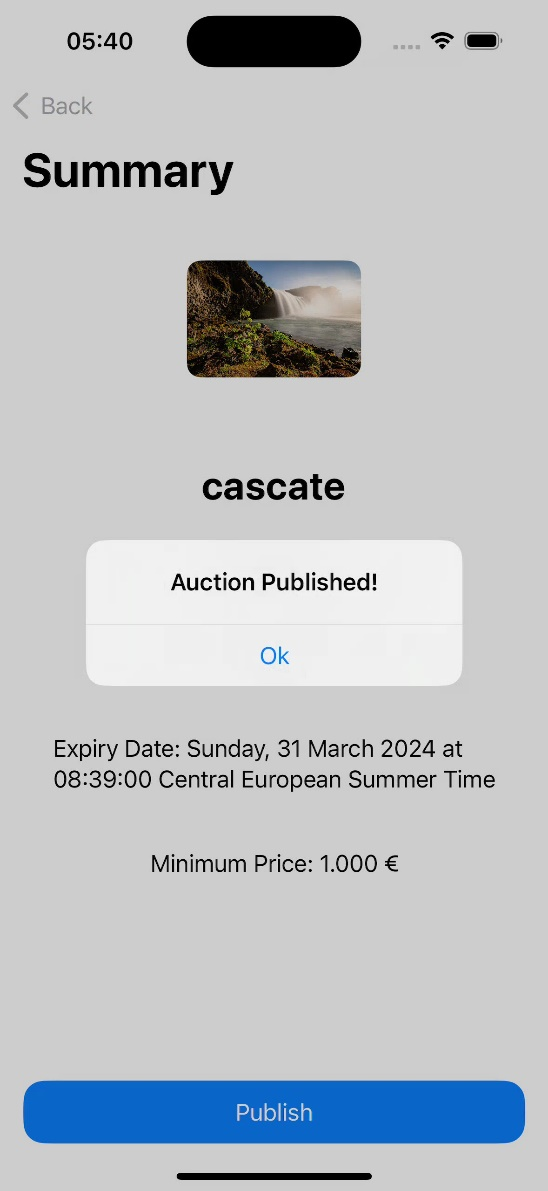 05:40
Back
Summary
cascate
Auction Published!
Ok
Expiry Date: Sunday, 31 March 2024 at
08:39:00 Central European Summer Time
Minimum Price: 1.000 €
Publish